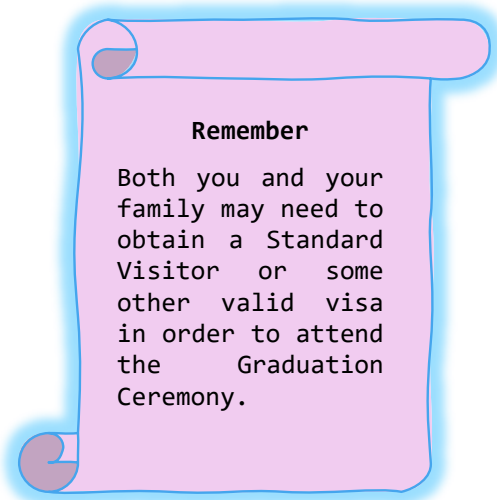 Remember
Both you and your
family may need to
obtain a Standard
Visitor or some
other valid visa
in order to attend
the Graduation
Ceremony.